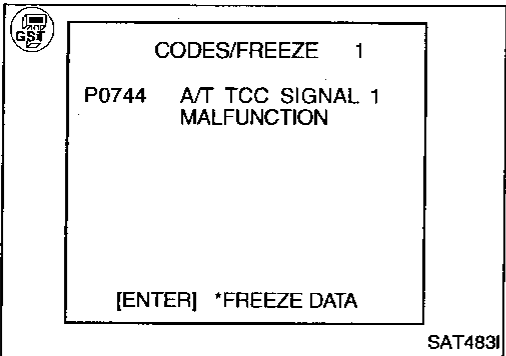 GST
CODES/FREEZE 1
P0744 A/T TCC SIGNAL 1
MALFUNCTION
[ENTER] *FREEZE DATA
SAT483I